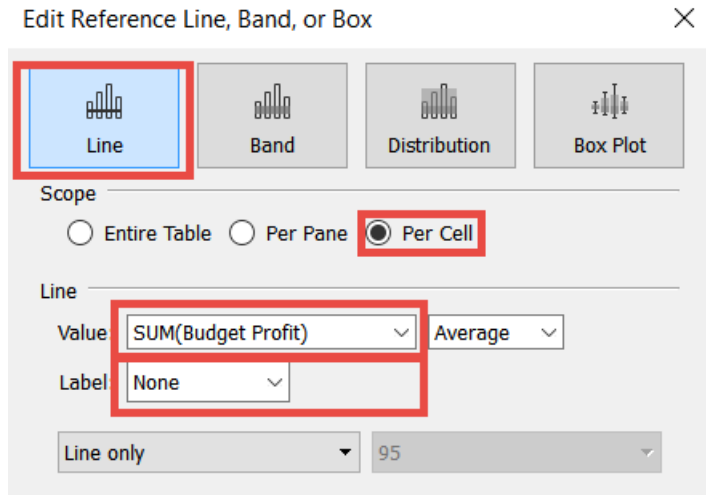 Edit Reference Line, Band, or Box
Line Band Distribution Box Plot
Scope
Entire Table Per Pane Per Cell
Line
Value: SUM(Budget Profit) Average
Label: None
Line only 95